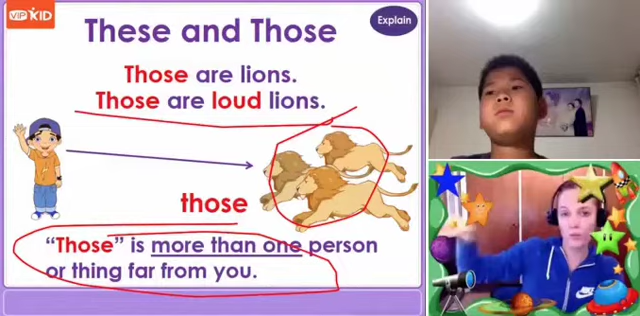 VIPKID
Explain
These and Those
Those are lions.
Those are loud lions.
those
“Those” is more than one person
or thing far from you.